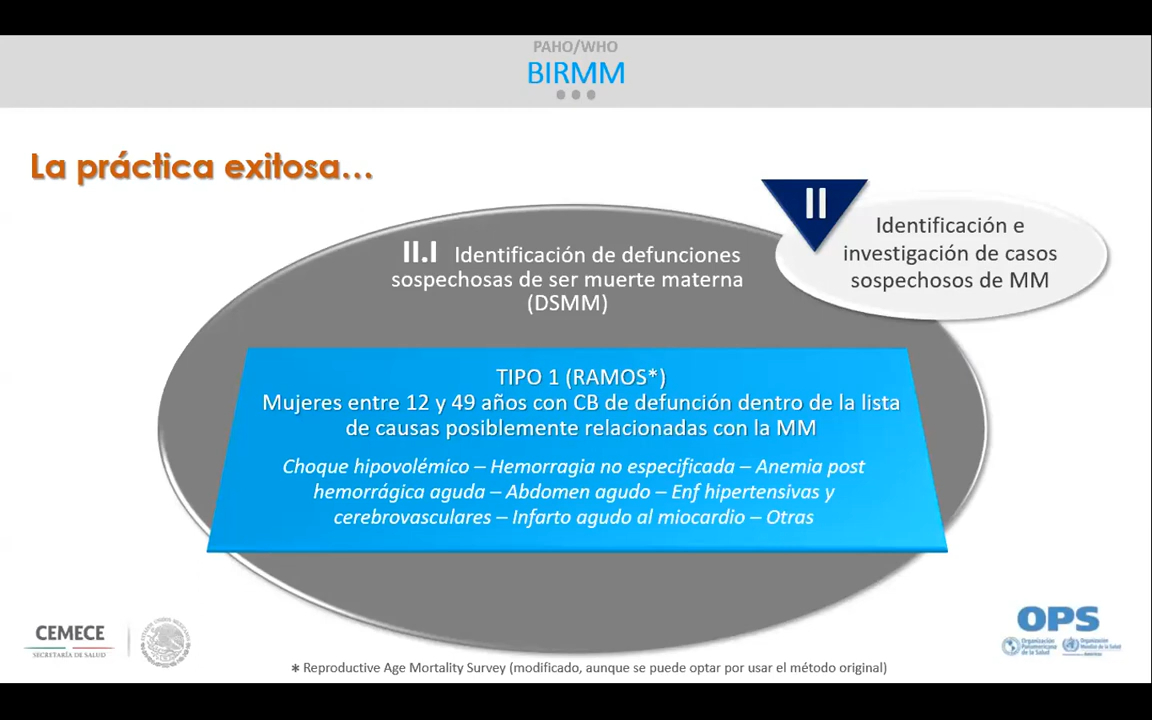 PAHO/WHO
BIRMM
La práctica exitosa...
II
Identificación e
investigación de casos
sospechosos de MM
II.I Identificación de defunciones
sospechosas de ser muerte materna
(DSMM)
TIPO 1 (RAMOS*)
Mujeres entre 12 y 49 años con CB de defunción dentro de la lista
de causas posiblemente relacionadas con la MM
Choque hipovolémico – Hemorragia no especificada – Anemia post
hemorrágica aguda – Abdomen agudo – Enf hipertensivas y
cerebrovasculares – Infarto agudo al miocardio – Otras
CEMECE
SECRETARÍA DE SALUD
OPS
Organización
Panamericana
de la Salud
Organización
Mundial de la Salud
* Reproductive Age Mortality Survey (modificado, aunque se puede optar por usar el método original)